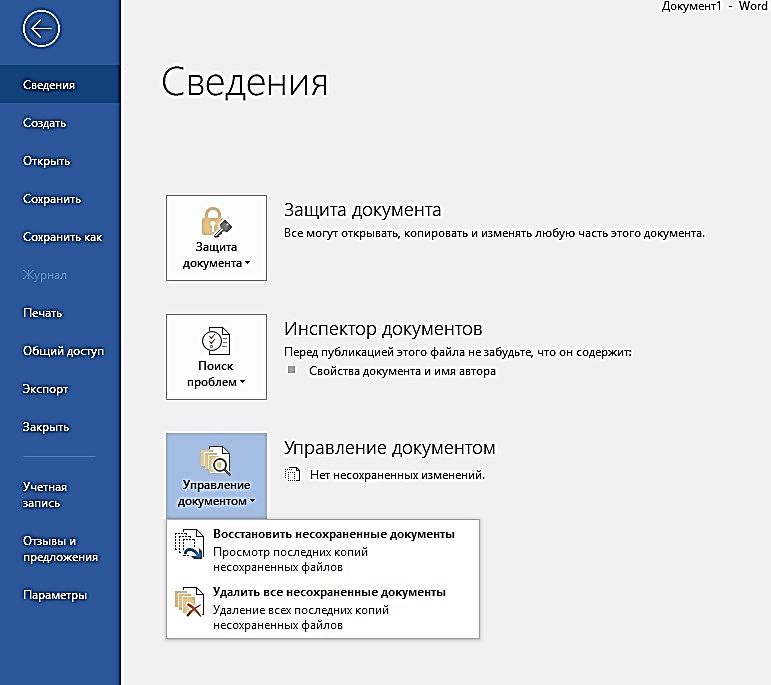 Документ1 - Word
Сведения
Создать
Открыть
Сохранить
Сохранить как
Журнал
Печать
Общий доступ
Экспорт
Закрыть
Учетная
запись
Отзывы и
предложения
Параметры
Сведения
Защита
документа
Защита документа
Все могут открывать, копировать и изменять любую часть этого документа.
Поиск
проблем
Инспектор документов
Перед публикацией этого файла не забудьте, что он содержит:
Свойства документа и имя автора
Управление
документом
Управление документом
Нет несохраненных изменений.
Восстановить несохраненные документы
Просмотр последних копий
несохраненных файлов
Удалить все несохраненные документы
Удаление всех последних копий
несохраненных файлов